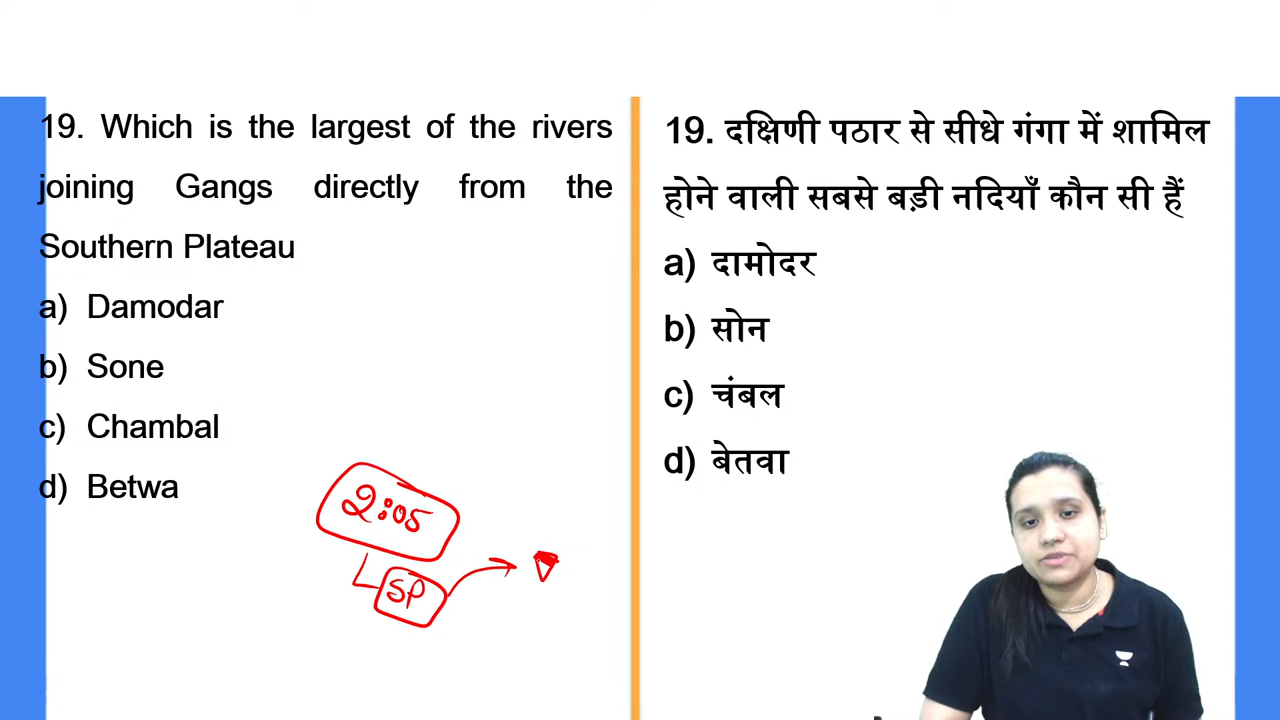 19. Which is the largest of the rivers
joining Gangs directly from the
Southern Plateau
a) Damodar
b) Sone
c) Chambal
d) Betwa
2:05
SP
19. दक्षिणी पठार से सीधे गंगा में शामिल
होने वाली सबसे बड़ी नदियाँ कौन सी हैं
a) दामोदर
b) सोन
c) चंबल
d) बेतवा